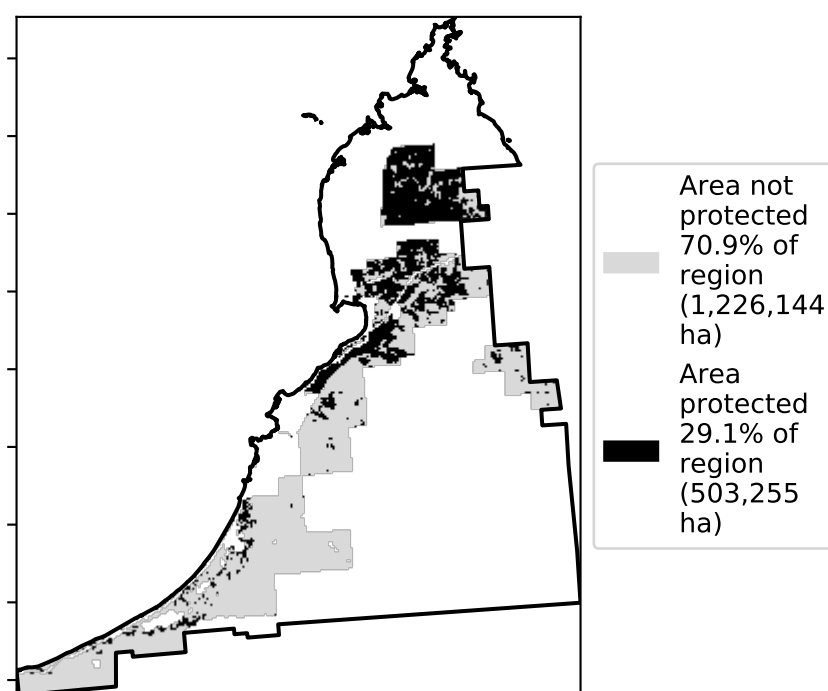 Area not
protected
70.9% of
region
(1,226,144
ha)
Area
protected
29.1% of
region
(503,255
ha)